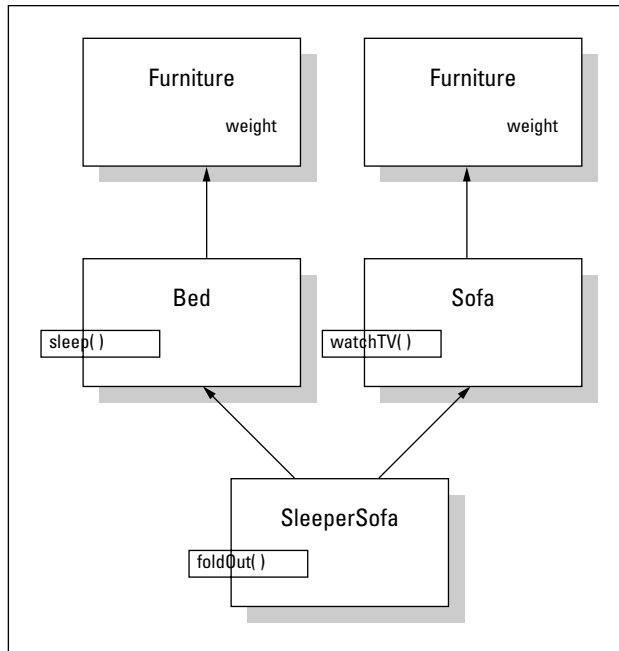 Furniture
weight
Furniture
weight
Bed
sleep( )
Sofa
watchTV( )
SleeperSofa
foldOut( )